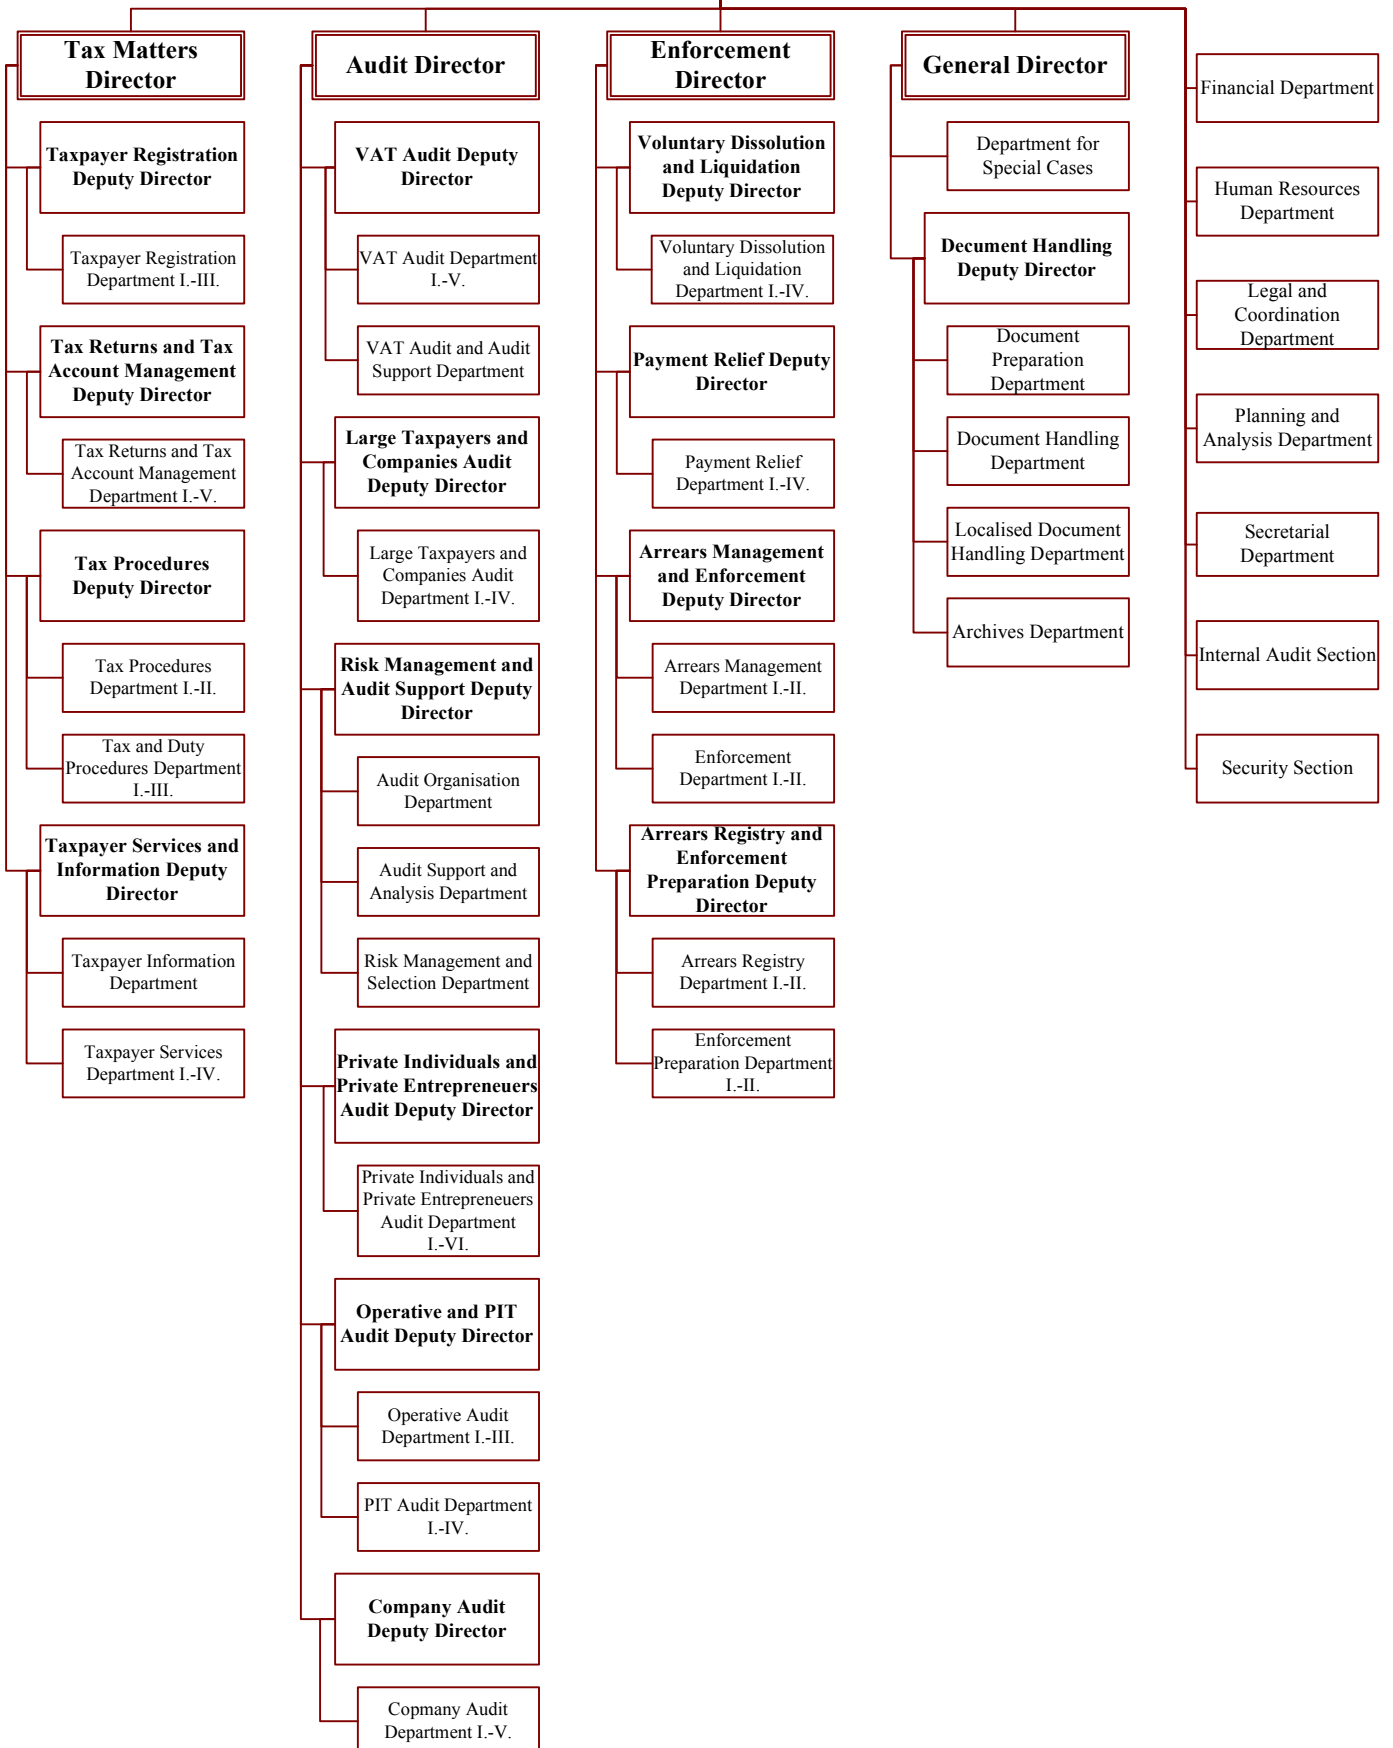 Tax Matters
Director
Taxpayer Registration
Deputy Director
Taxpayer Registration
Department I.-III.
Tax Returns and Tax
Account Management
Deputy Director
Tax Returns and Tax
Account Management
Department I.-V.
Tax Procedures
Deputy Director
Tax Procedures
Department I.-II.
Tax and Duty
Procedures Department
I.-III.
Taxpayer Services and
Information Deputy
Director
Taxpayer Information
Department
Taxpayer Services
Department I.-IV.
Audit Director
VAT Audit Deputy
Director
VAT Audit Department
I.-V.
VAT Audit and Audit
Support Department
Large Taxpayers and
Companies Audit
Deputy Director
Large Taxpayers and
Companies Audit
Department I.-IV.
Risk Management and
Audit Support Deputy
Director
Audit Organisation
Department
Audit Support and
Analysis Department
Risk Management and
Selection Department
Private Individuals and
Private Entrepreneuers
Audit Deputy Director
Private Individuals and
Private Entrepreneuers
Audit Department
I.-VI.
Operative and PIT
Audit Deputy Director
Operative Audit
Department I.-III.
PIT Audit Department
I.-IV.
Company Audit
Deputy Director
Copmany Audit
Department I.-V.
Enforcement
Director
Voluntary Dissolution
and Liquidation
Deputy Director
Voluntary Dissolution
and Liquidation
Department I.-IV.
Payment Relief Deputy
Director
Payment Relief
Department I.-IV.
Arrears Management
and Enforcement
Deputy Director
Arrears Management
Department I.-II.
Enforcement
Department I.-II.
Arrears Registry and
Enforcement
Preparation Deputy
Director
Arrears Registry
Department I.-II.
Enforcement
Preparation Department
I.-II.
General Director
Department for
Special Cases
Decument Handling
Deputy Director
Document
Preparation
Department
Document Handling
Department
Localised Document
Handling Department
Archives Department
Financial Department
Human Resources
Department
Legal and
Coordination
Department
Planning and
Analysis Department
Secretarial
Department
Internal Audit Section
Security Section